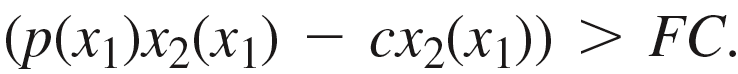 (p(x₁)x₂(x₁) − cx₂(x₁)) > FC.